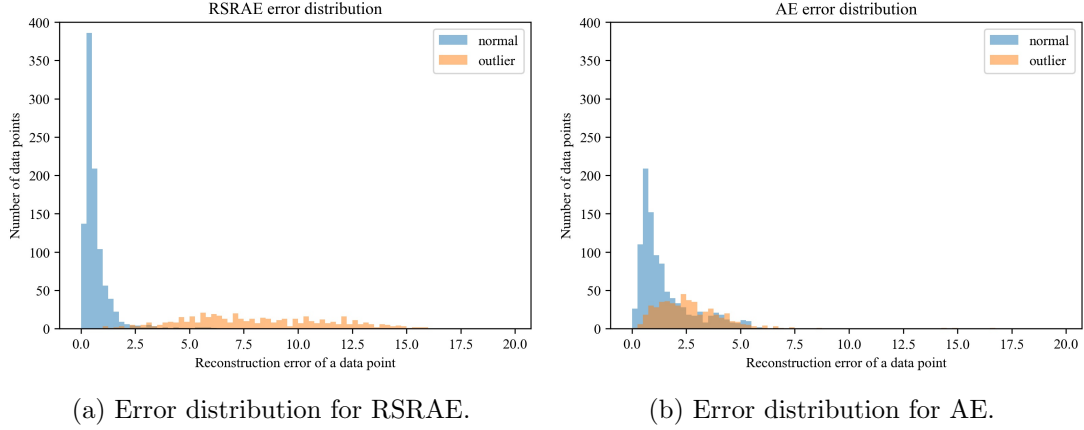 RSRAE error distribution
400
350
300
250
200
150
100
50
0
Number of data points
normal
outlier
0.0 2.5 5.0 7.5 10.0 12.5 15.0 17.5 20.0
Reconstruction error of a data point
(a) Error distribution for RSRAE.
AE error distribution
400
350
300
250
200
150
100
50
0
Number of data points
normal
outlier
0.0 2.5 5.0 7.5 10.0 12.5 15.0 17.5 20.0
Reconstruction error of a data point
(b) Error distribution for AE.